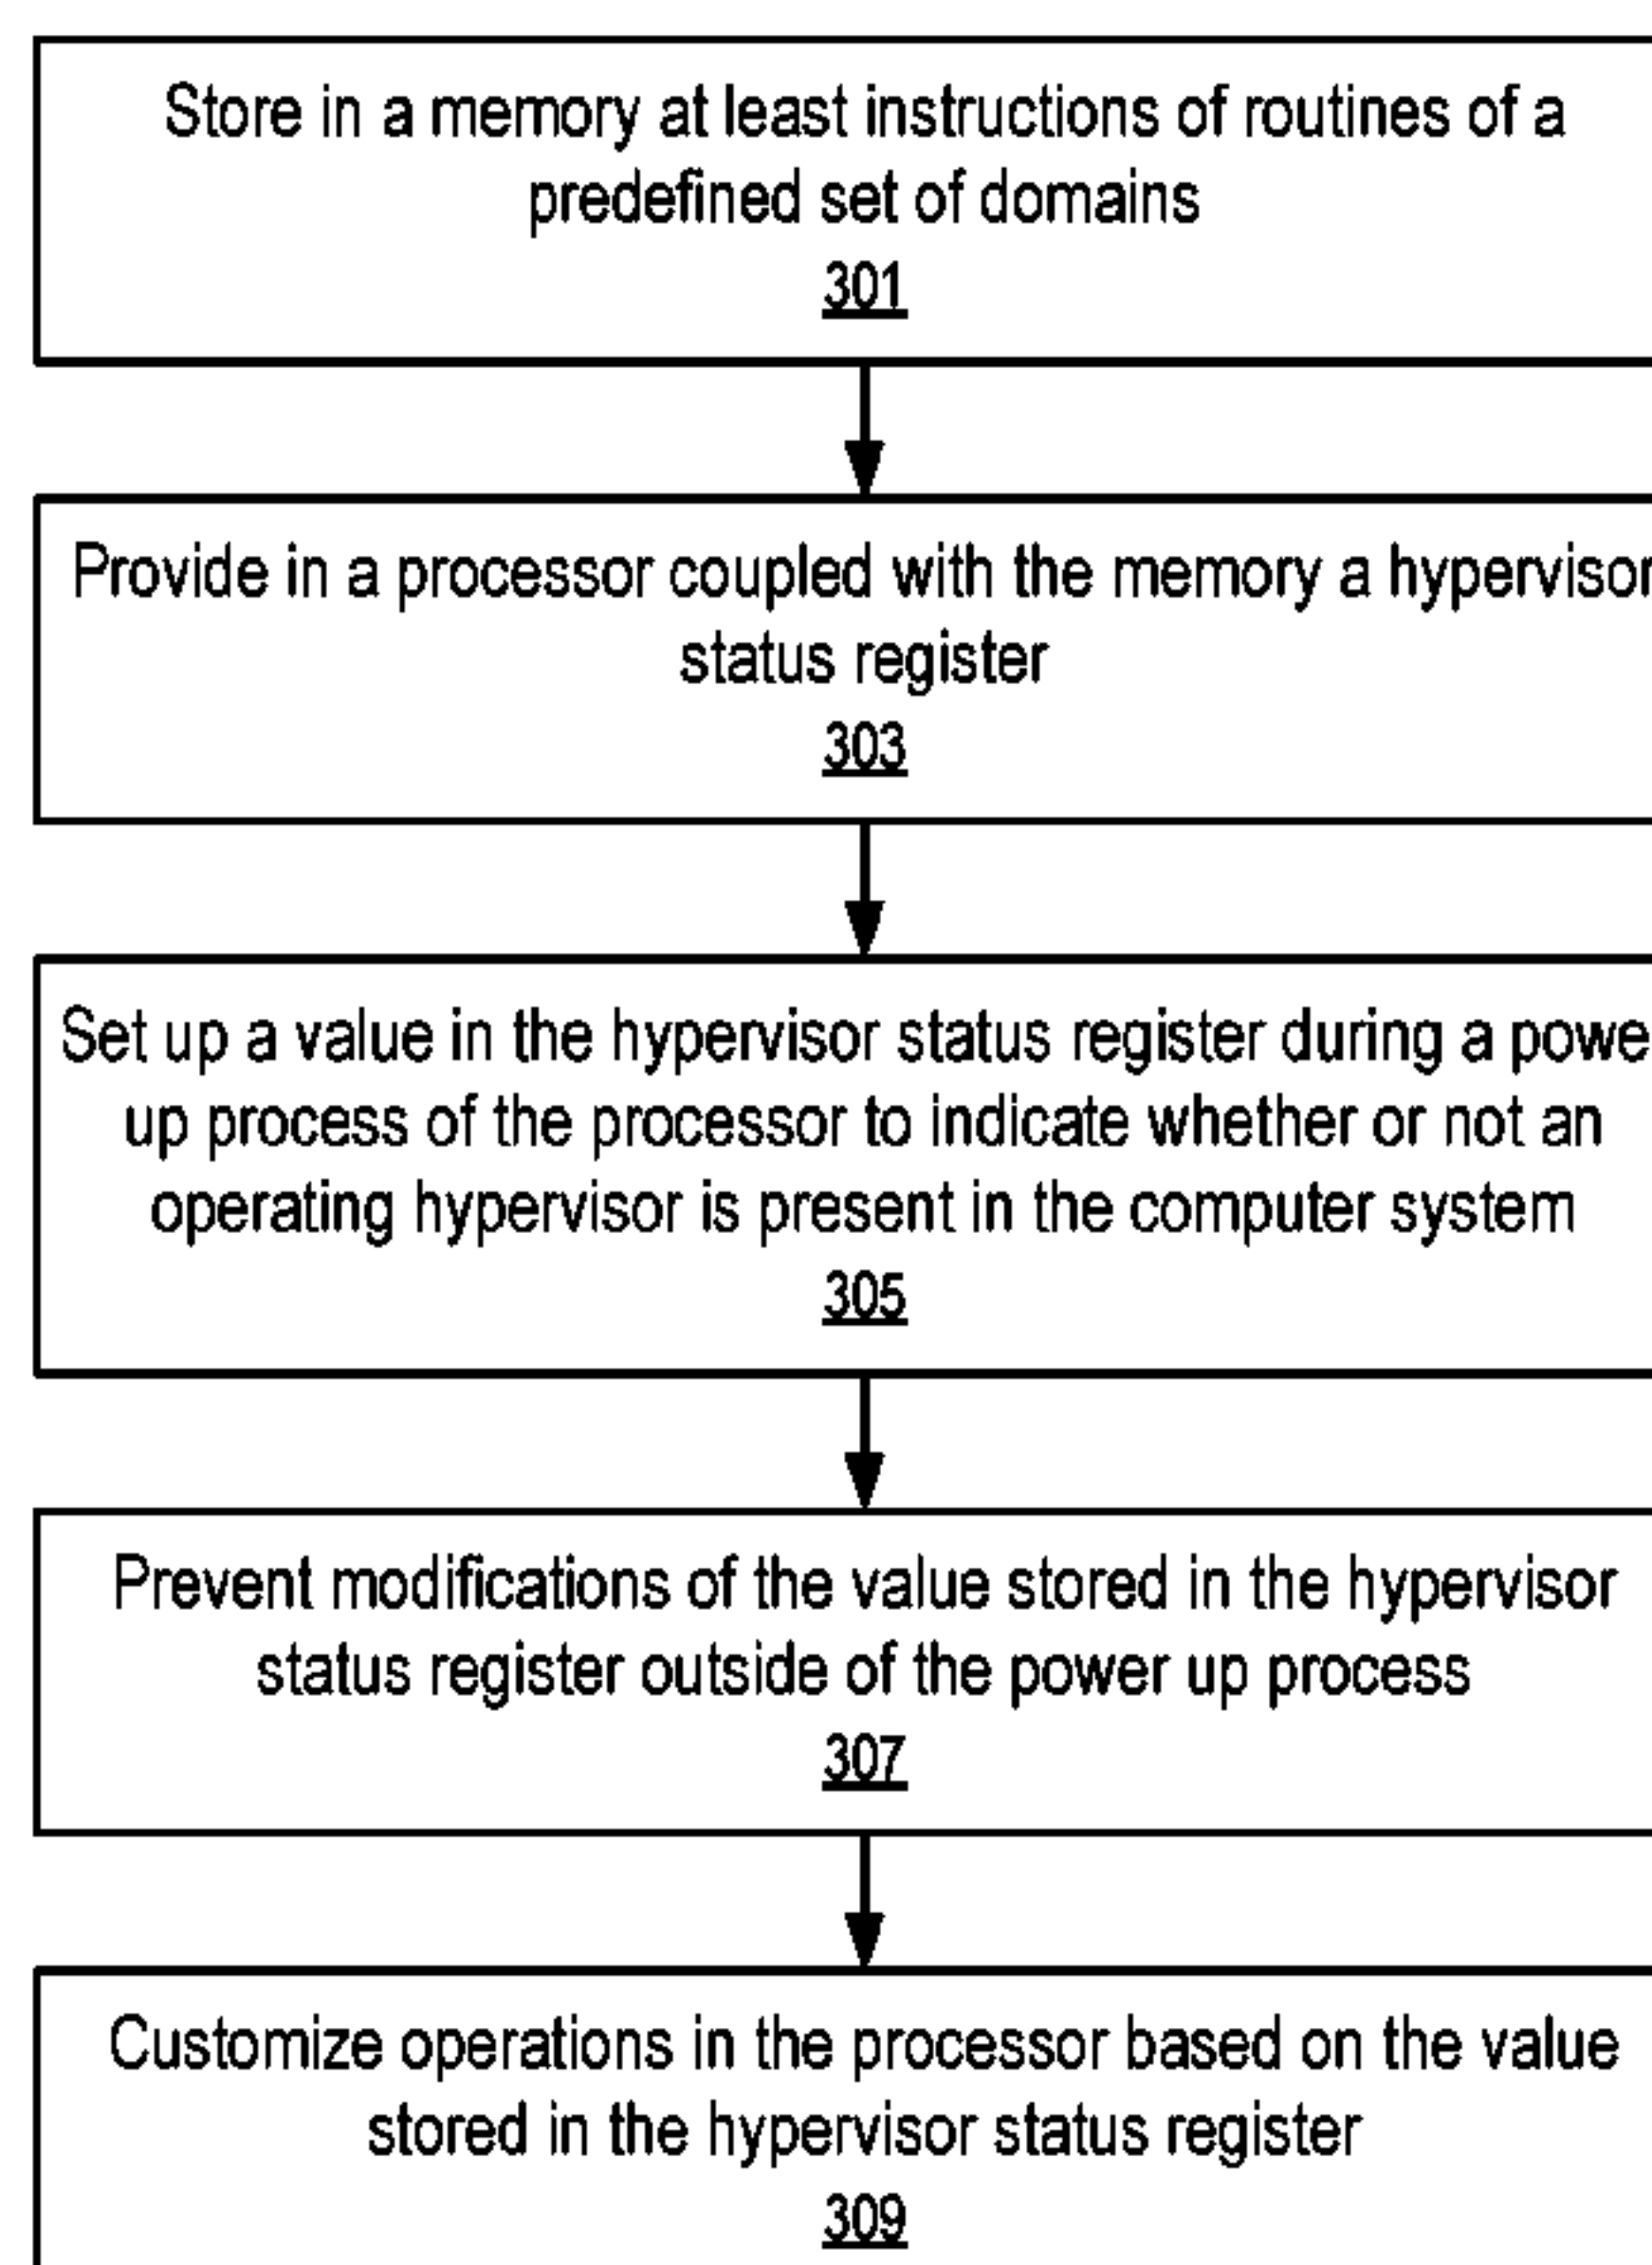 Store in a memory at least instructions of routines of a
predefined set of domains
301
Provide in a processor coupled with the memory a hypervisor
status register
303
Set up a value in the hypervisor status register during a powe
up process of the processor to indicate whether or not an
operating hypervisor is present in the computer system
305
Prevent modifications of the value stored in the hypervisor
status register outside of the power up process
307
Customize operations in the processor based on the value
stored in the hypervisor status register
309